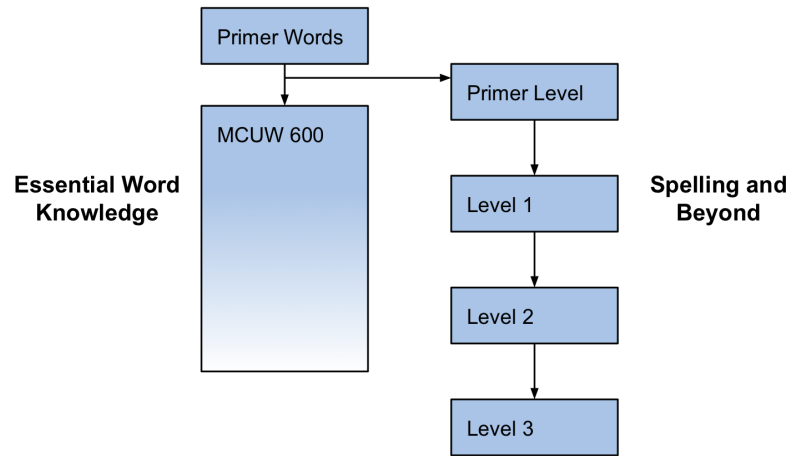 Primer Words
Primer Level
MCUW 600
Essential Word
Knowledge
Spelling and
Beyond
Level 1
Level 2
Level 3